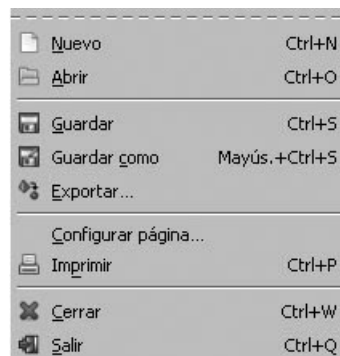 Nuevo Ctrl+N
Abrir Ctrl+O
Guardar Ctrl+S
Guardar como Mayús.+Ctrl+S
Exportar...
Configurar página...
Imprimir Ctrl+P
Cerrar Ctrl+W
Salir Ctrl+Q